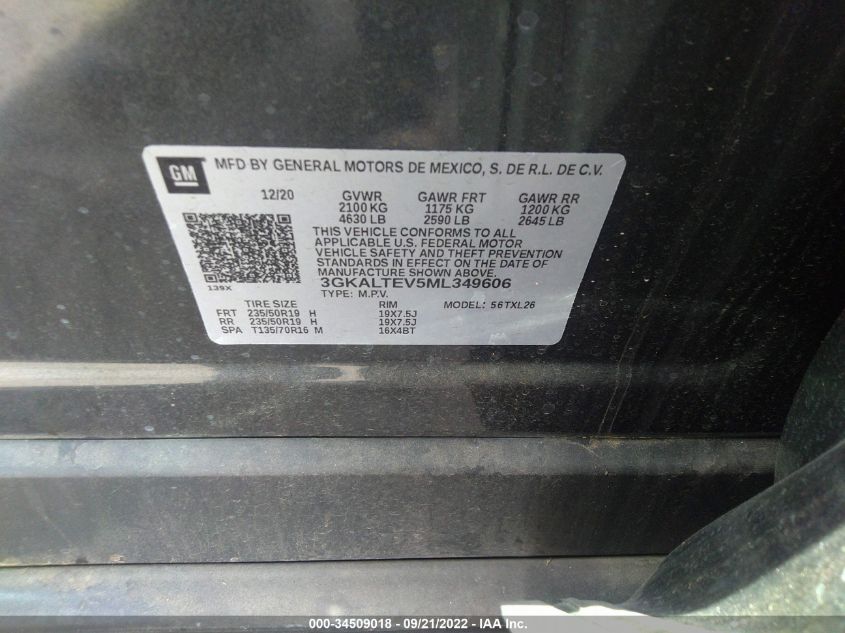 GM MFD BY GENERAL MOTORS DE MEXICO, S. DE R.L. DE C.V.
12/20 GVWR GAWR FRT GAWR RR
2100 KG 1175 KG 1200 KG
4630 LB 2590 LB 2645 LB
THIS VEHICLE CONFORMS TO ALL
APPLICABLE U.S. FEDERAL MOTOR
VEHICLE SAFETY AND THEFT PREVENTION
STANDARDS IN EFFECT ON THE DATE OF
MANUFACTURE SHOWN ABOVE.
139X 3GKALTEV5ML349606
TYPE: M.P.V.
TIRE SIZE RIM MODEL: 56TXL26
FRT 235/50R19 H 19X7.5J
RR 235/50R19 H 19X7.5J
SPA T135/70R16 M 16X4BT
000-34509018 - 09/21/2022 - IAA Inc.